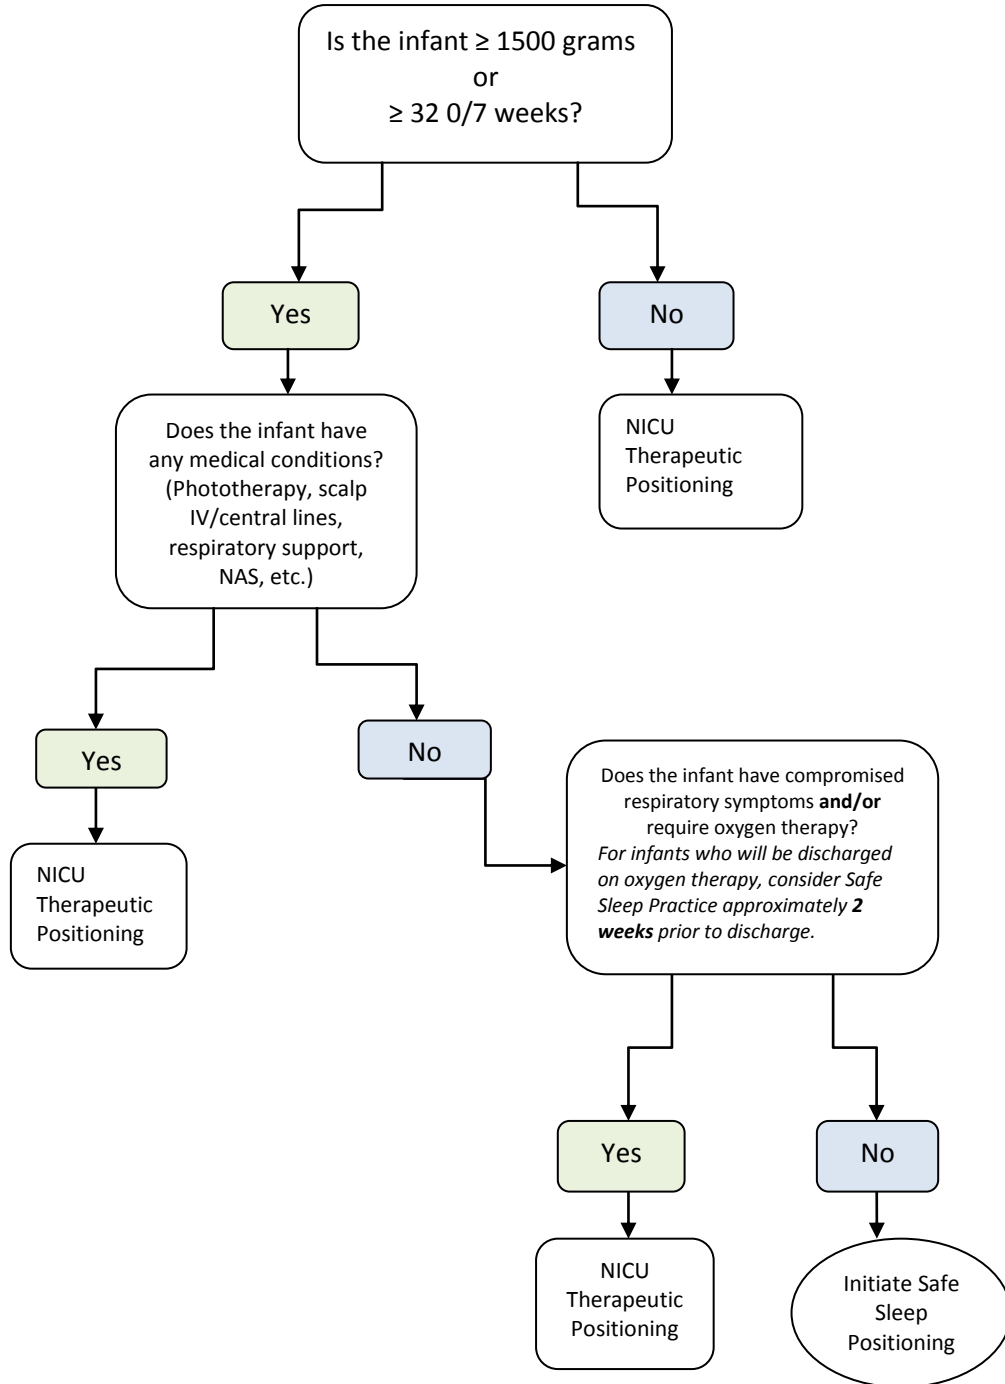 Is the infant ≥ 1500 grams
or
≥ 32 0/7 weeks?
Yes
No
Does the infant have
any medical conditions?
(Phototherapy, scalp
IV/central lines,
respiratory support,
NAS, etc.)
NICU
Therapeutic
Positioning
Yes
No
NICU
Therapeutic
Positioning
Does the infant have compromised
respiratory symptoms and/or
require oxygen therapy?
For infants who will be discharged
on oxygen therapy, consider Safe
Sleep Practice approximately 2
weeks prior to discharge.
Yes
No
NICU
Therapeutic
Positioning
Initiate Safe
Sleep
Positioning